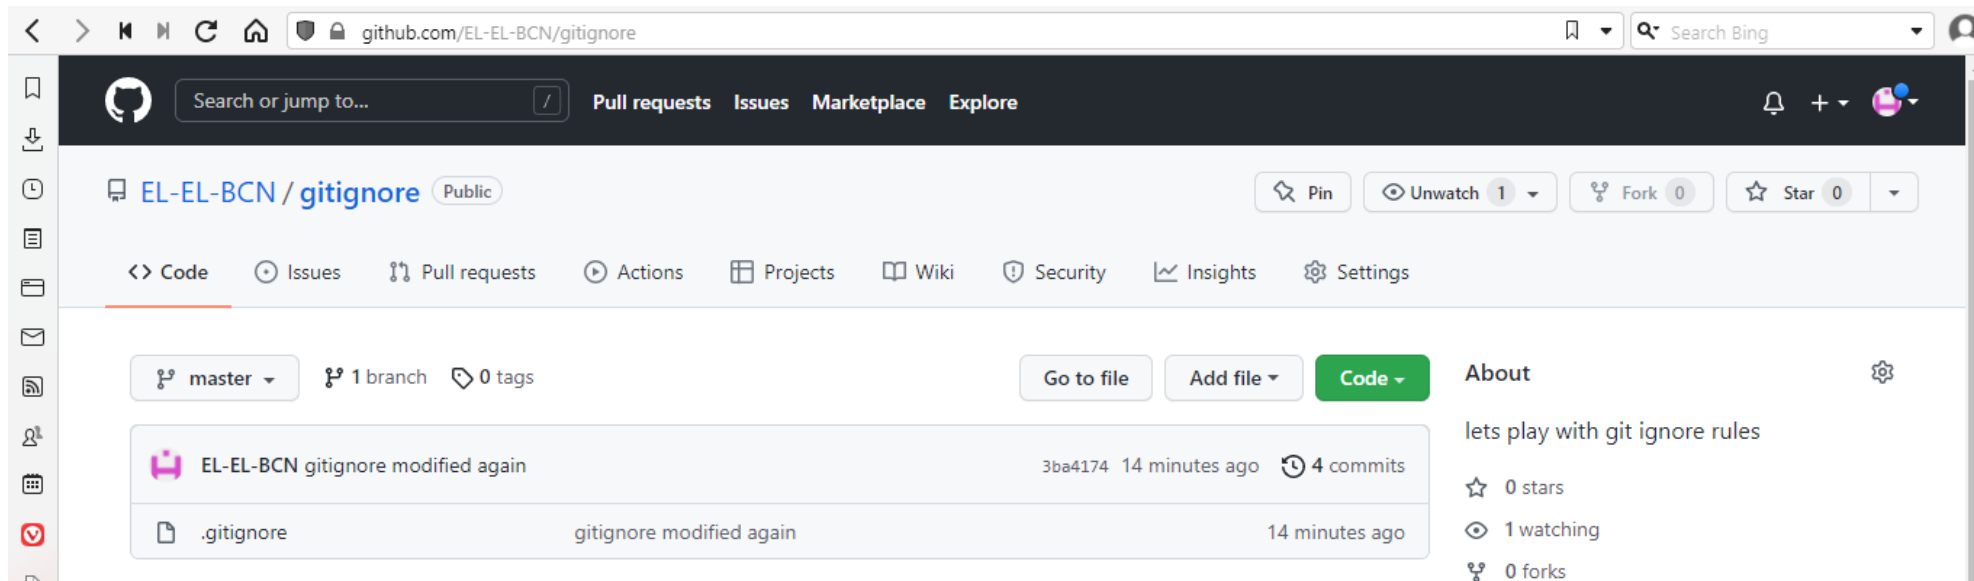 github.com/EL-EL-BCN/gitignore
Search Bing
Search or jump to... /
Pull requests Issues Marketplace Explore
EL-EL-BCN / gitignore Public
Pin Unwatch 1 Fork 0 Star 0
<> Code Issues Pull requests Actions Projects Wiki Security Insights Settings
master 1 branch 0 tags
Go to file Add file Code
About
lets play with git ignore rules
EL-EL-BCN gitignore modified again 3ba4174 14 minutes ago 4 commits
0 stars
.gitignore gitignore modified again 14 minutes ago
1 watching
0 forks